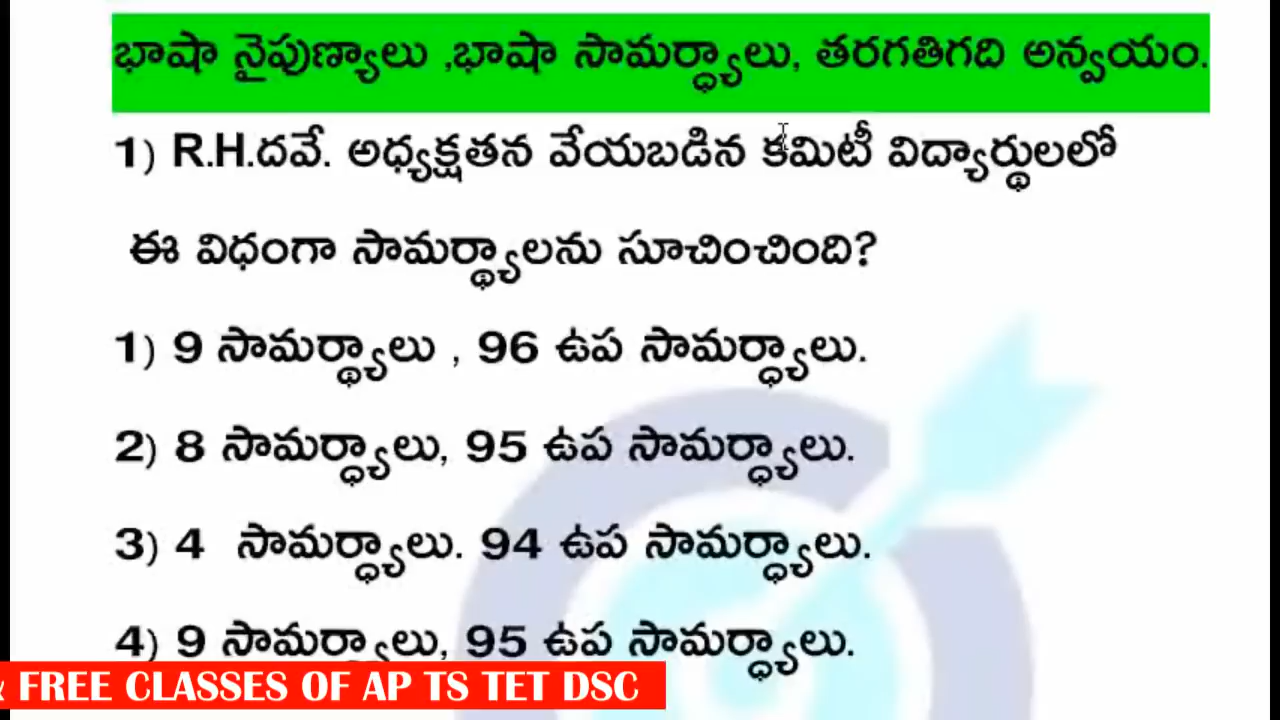 భాషా నైపుణ్యాలు ,భాషా సామర్ధ్యాలు, తరగతిగది అన్వయం.
1) R.H.దవే. అధ్యక్షతన వేయబడిన కమిటీ విద్యార్థులలో
ఈ విధంగా సామర్థ్యాలను సూచించింది?
1) 9 సామర్థ్యాలు , 96 ఉప సామర్ధ్యాలు.
2) 8 సామర్ధ్యాలు, 95 ఉప సామర్ధ్యాలు.
3) 4 సామర్ధ్యాలు. 94 ఉప సామర్ధ్యాలు.
4) 9 సామర్ధ్యాలు, 95 ఉప సామర్ధ్యాలు.
& FREE CLASSES OF AP TS TET DSC